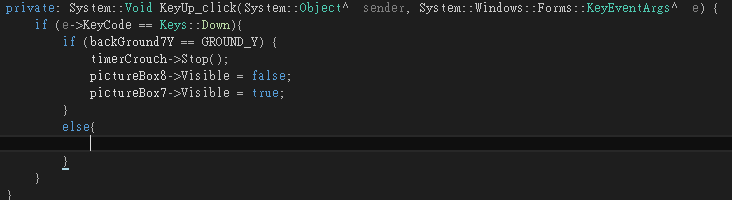 private: System::Void KeyUp_click(System::Object^  sender, System::Windows::Forms::KeyEventArgs^  e) {
if (e->KeyCode == Keys::Down){
if (backGround7Y == GROUND_Y) {
timerCrouch->Stop();
pictureBox8->Visible = false;
pictureBox7->Visible = true;
}
else{
}
}
}